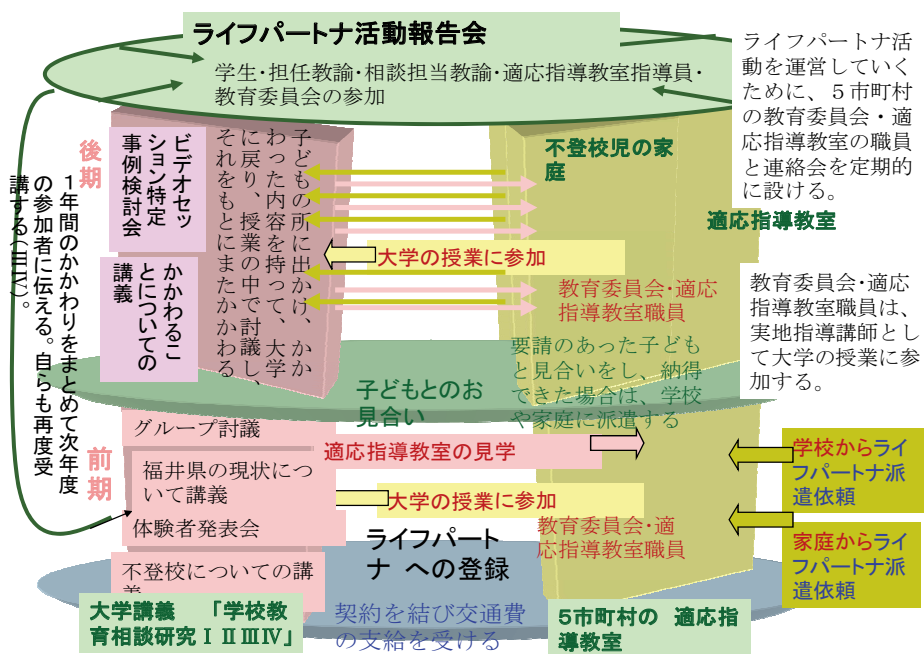 ライフパートナ活動報告会
学生・担任教諭・相談担当教諭・適応指導教室指導員・
教育委員会の参加
ライフパートナ活
動を運営していく
ために、５市町村
の教育委員会・適
応指導教室の職員
と連絡会を定期的
に設ける。
後期
ビデオセッ
ション特定
事例検討会
子どもの所に出かけ、かか
わった内容を持って、大学
に戻り、授業の中で討議し、
それをもとにまたかかわる
不登校児の家
庭
適応指導教室
大学の授業に参加
かかわるこ
とについての
講義
教育委員会・適応
指導教室職員
教育委員会・適応
指導教室職員は、
実地指導講師とし
て大学の授業に参
加する。
１年間のかかわりをまとめて次年度
の参加者に伝える。自らも再度受
講する(ⅢⅣ)。
子どもとのお
見合い
要請のあった子ども
と見合いをし、納得
できた場合は、学校
や家庭に派遣する
前期
グループ討議
適応指導教室の見学
福井県の現状につ
いて講義
大学の授業に参加
体験者発表会
教育委員会・適
応指導教室職員
学校からライ
フパートナ派
遣依頼
ライフパート
ナ への登録
不登校についての講
家庭からライ
フパートナ派
遣依頼
大学講義 「学校教
育相談研究ⅠⅡⅢⅣ」
契約を結び交通費
の支給を受ける
5市町村の 適応指
導教室